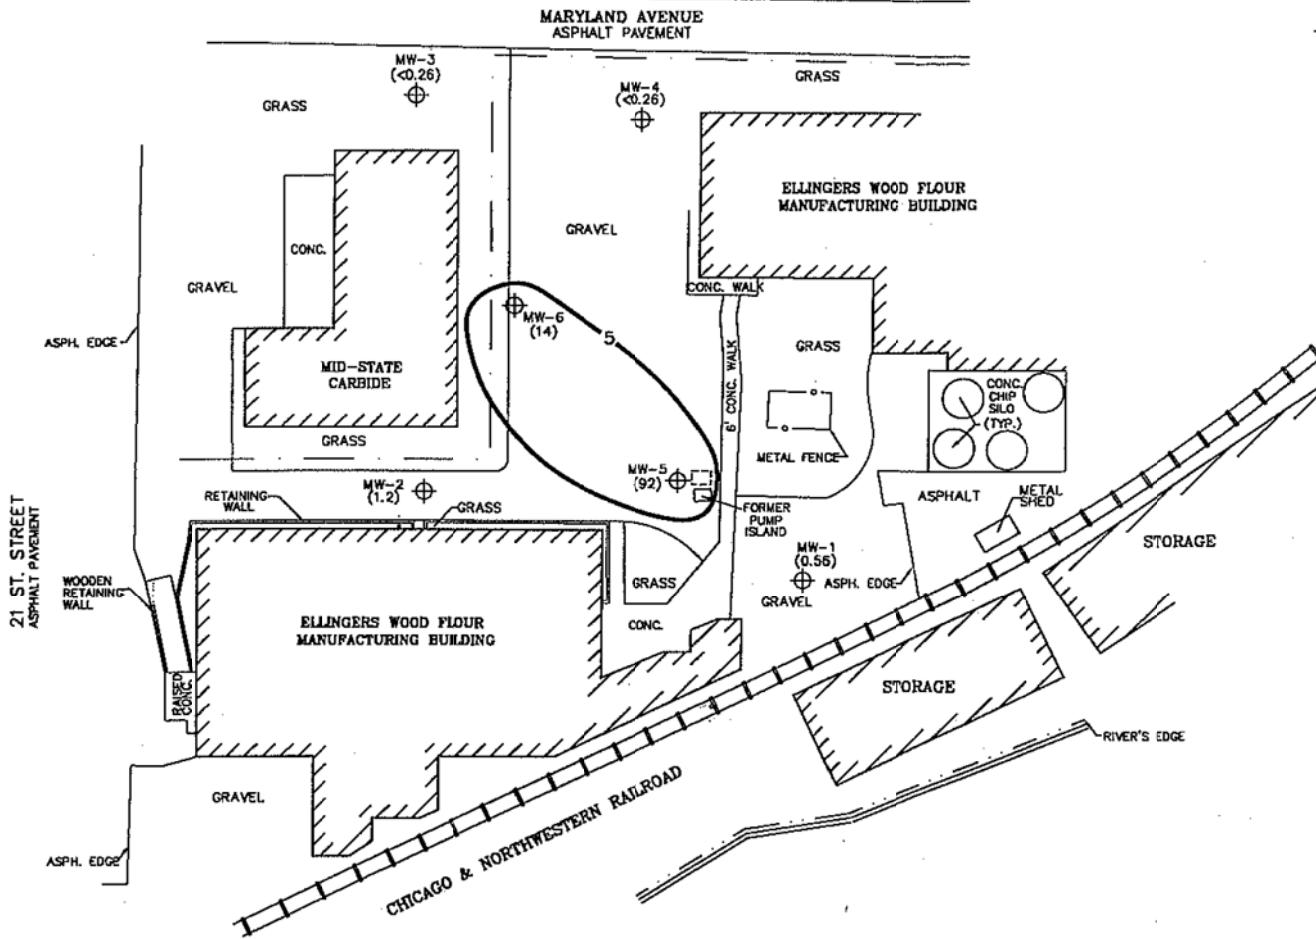 MARYLAND AVENUE
ASPHALT PAVEMENT
MW-3
(<0.26)
GRASS
MW-4
(<0.26)
GRASS
ELLINGERS WOOD FLOUR
MANUFACTURING BUILDING
CONC.
GRAVEL
GRAVEL
CONC. WALK
MW-6
(14)
5
ASPH. EDGE
MID-STATE
CARBIDE
6' CONC. WALK
GRASS
CONC.
CHIP
SILO
(TYP.)
GRASS
METAL FENCE
MW-5
(92)
MW-2
(1.2)
RETAINING
WALL
GRASS
FORMER
PUMP
ISLAND
ASPHALT
METAL
SHED
STORAGE
21 ST. STREET
ASPHALT PAVEMENT
WOODEN
RETAINING
WALL
MW-1
(0.56)
ASPH. EDGE
GRAVEL
GRASS
CONC.
ELLINGERS WOOD FLOUR
MANUFACTURING BUILDING
RAISED
CONC.
STORAGE
RIVER'S EDGE
GRAVEL
ASPH. EDGE
CHICAGO & NORTHWESTERN RAILROAD